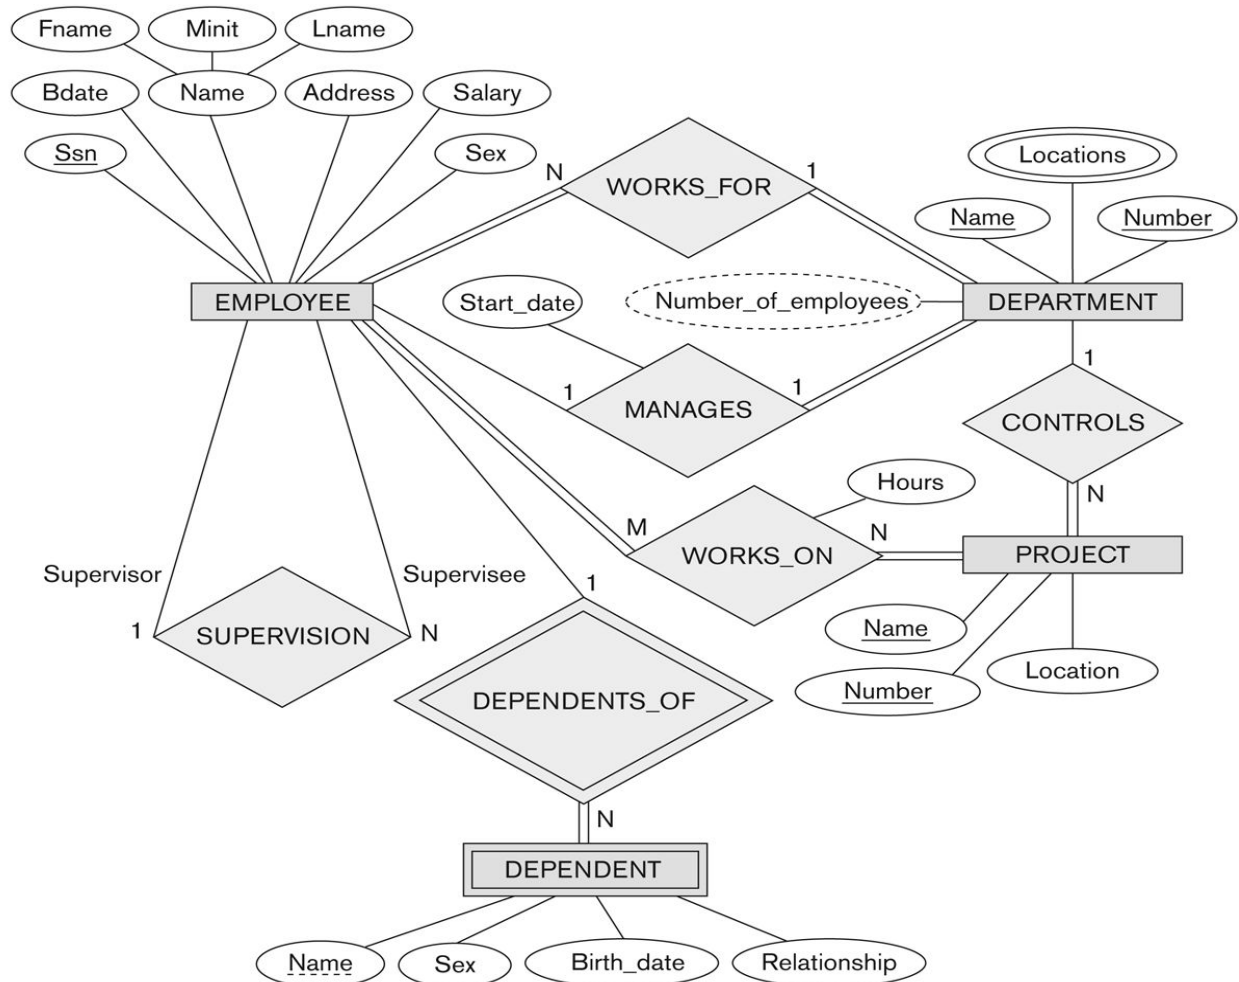 Fname
Minit
Lname
Bdate
Name
Address
Salary
Ssn
Sex
N
WORKS_FOR
1
Locations
Name
Number
EMPLOYEE
Start_date
Number_of_employees
DEPARTMENT
1
MANAGES
1
1
CONTROLS
N
Hours
M
WORKS_ON
N
PROJECT
Supervisor
Supervisee
1
SUPERVISION
N
1
Name
Number
Location
DEPENDENTS_OF
N
DEPENDENT
Name
Sex
Birth_date
Relationship